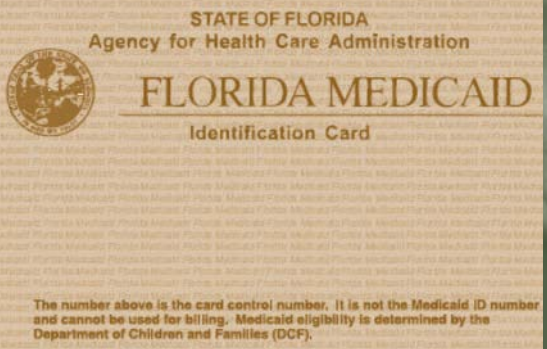 STATE OF FLORIDA
Agency for Health Care Administration
FLORIDA MEDICAID
Identification Card
The number above is the card control number. It is not the Medicaid ID number
and cannot be used for billing. Medicaid eligibility is determined by the
Department of Children and Families (DCF).